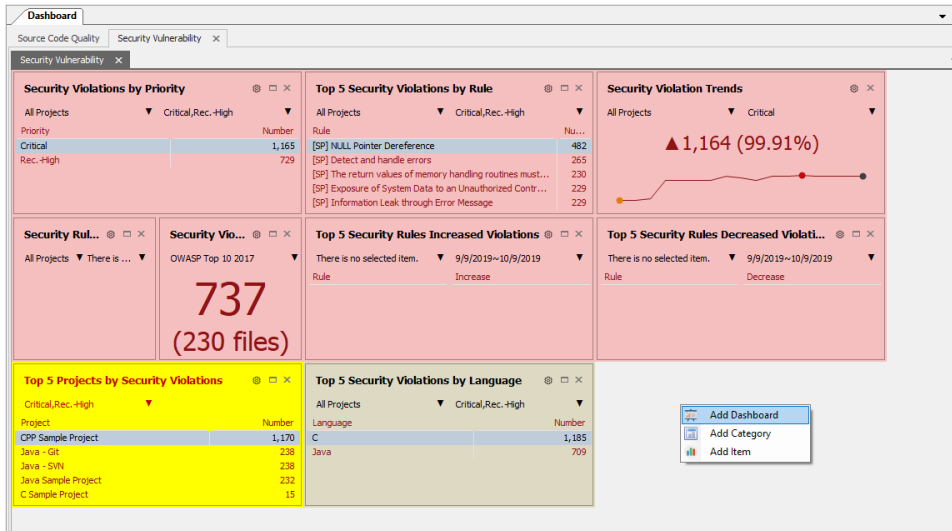 Dashboard
Source Code Quality Security Vulnerability
Security Vulnerability
Security Violations by Priority
All Projects Critical,Rec.-High
Priority Number
Critical 1,165
Rec.-High 729
Top 5 Security Violations by Rule
All Projects Critical,Rec.-High
Rule Nu...
[SP] NULL Pointer Dereference 482
[SP] Detect and handle errors 265
[SP] The return values of memory handling routines must... 230
[SP] Exposure of System Data to an Unauthorized Contr... 229
[SP] Information Leak through Error Message 229
Security Violation Trends
All Projects Critical
▲1,164 (99.91%)
Security Rul...
All Projects There is ...
Security Vio...
OWASP Top 10 2017
737
(230 files)
Top 5 Security Rules Increased Violations
There is no selected item. 9/9/2019~10/9/2019
Rule Increase
Top 5 Security Rules Decreased Violati...
There is no selected item. 9/9/2019~10/9/2019
Rule Decrease
Top 5 Projects by Security Violations
Critical,Rec.-High
Project Number
CPP Sample Project 1,170
Java - Git 238
Java - SVN 238
Java Sample Project 232
C Sample Project 15
Top 5 Security Violations by Language
All Projects Critical,Rec.-High
Language Number
C 1,185
Java 709
Add Dashboard
Add Category
Add Item